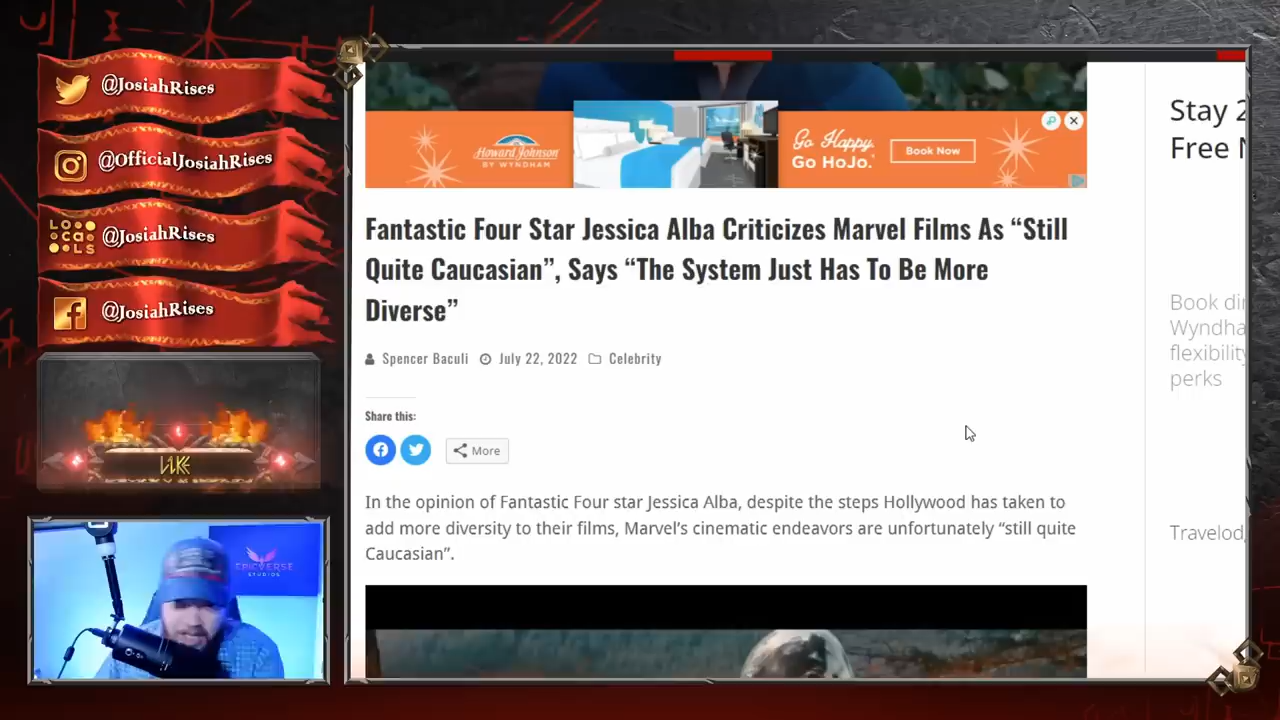 @JosiahRises
@OfficialJosiahRises
LOcaLS
@JosiahRises
@JosiahRises
EPICVERSE
STUDIOS
Howard Johnson
BY WYNDHAM
Go Happy.
Go HoJo.
Book Now
Fantastic Four Star Jessica Alba Criticizes Marvel Films As “Still
Quite Caucasian”, Says “The System Just Has To Be More
Diverse”
Spencer Baculi July 22, 2022 Celebrity
Share this:
More
In the opinion of Fantastic Four star Jessica Alba, despite the steps Hollywood has taken to
add more diversity to their films, Marvel’s cinematic endeavors are unfortunately “still quite
Caucasian”.
Stay 2
Free
Book
Wyndha
flexibility
perks
Travelod